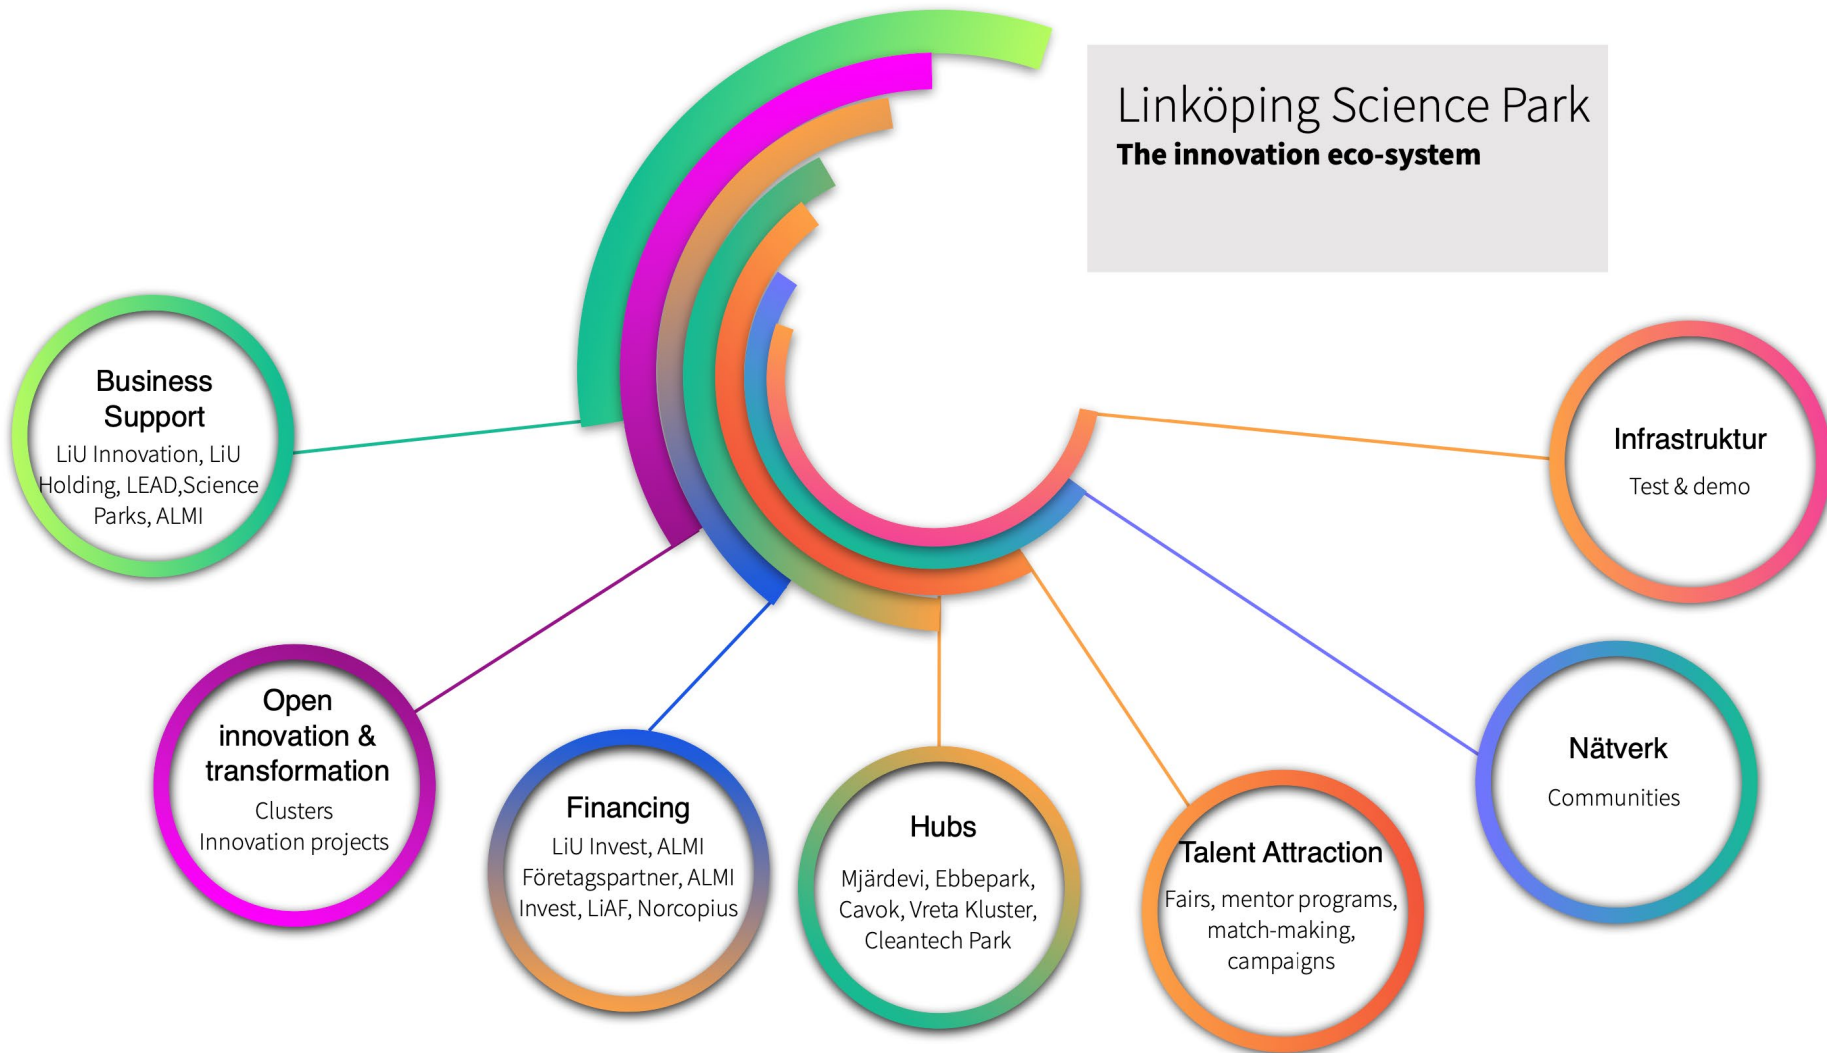 Linköping Science Park
The innovation eco-system
Business
Support
LiU Innovation, LiU
Holding, LEAD,Science
Parks, ALMI
Open
innovation &
transformation
Clusters
Innovation projects
Financing
LiU Invest, ALMI
Företagspartner, ALMI
Invest, LiAF, Norcopius
Hubs
Mjärdevi, Ebbepark,
Cavok, Vreta Kluster,
Cleantech Park
Talent Attraction
Fairs, mentor programs,
match-making,
campaigns
Nätverk
Communities
Infrastruktur
Test & demo